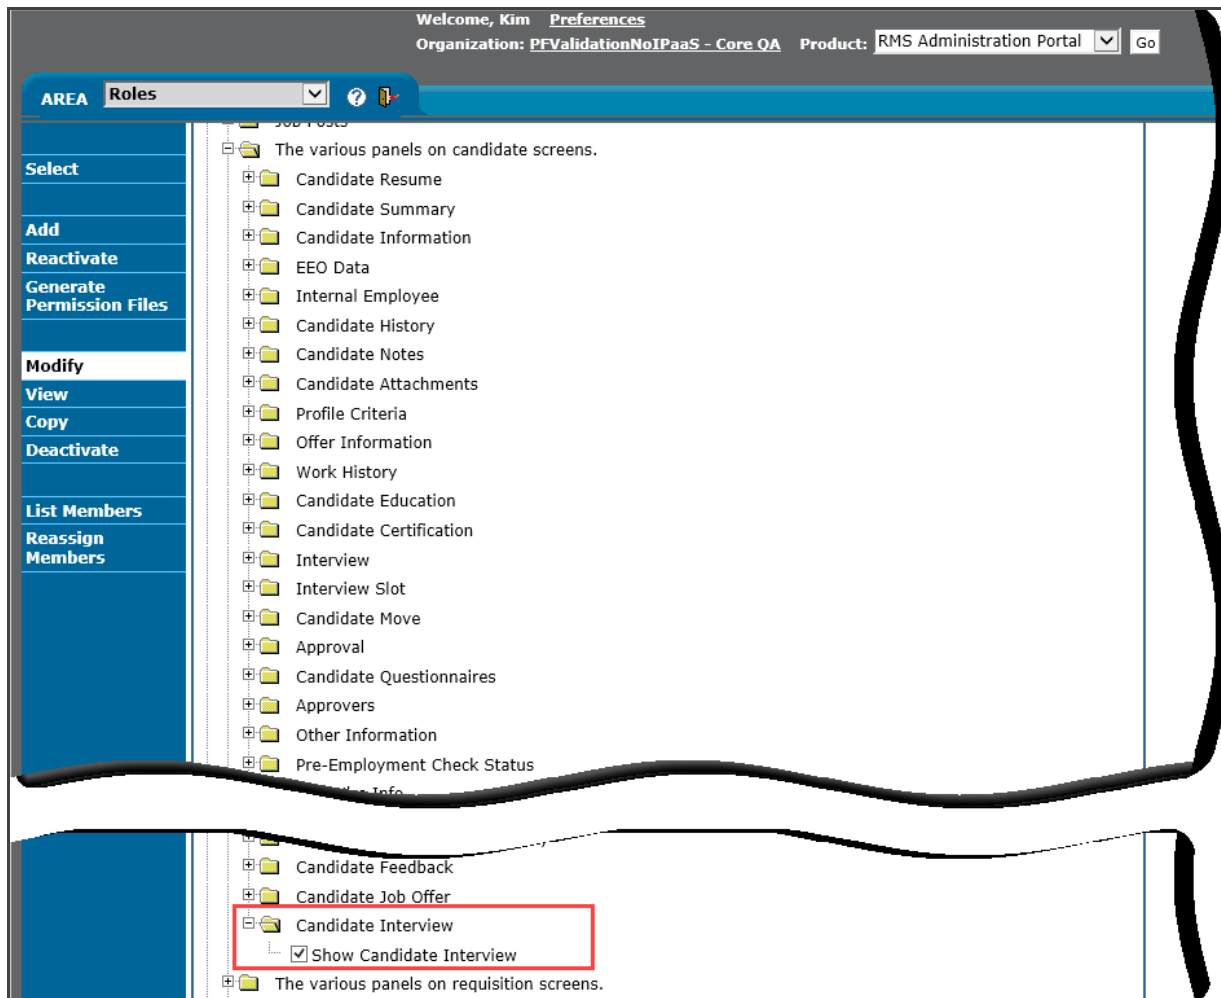 Welcome, Kim Preferences
Organization: PFValidationNoIPaaS - Core QA Product: RMS Administration Portal Go
AREA Roles
Job Posts
The various panels on candidate screens.
Select
Candidate Resume
Candidate Summary
Add
Candidate Information
Reactivate
EEO Data
Generate
Permission Files
Internal Employee
Candidate History
Candidate Notes
Modify
Candidate Attachments
View
Profile Criteria
Copy
Offer Information
Deactivate
Work History
Candidate Education
List Members
Candidate Certification
Reassign
Members
Interview
Interview Slot
Candidate Move
Approval
Candidate Questionnaires
Approvers
Other Information
Pre-Employment Check Status
Info
Candidate Feedback
Candidate Job Offer
Candidate Interview
Show Candidate Interview
The various panels on requisition screens.